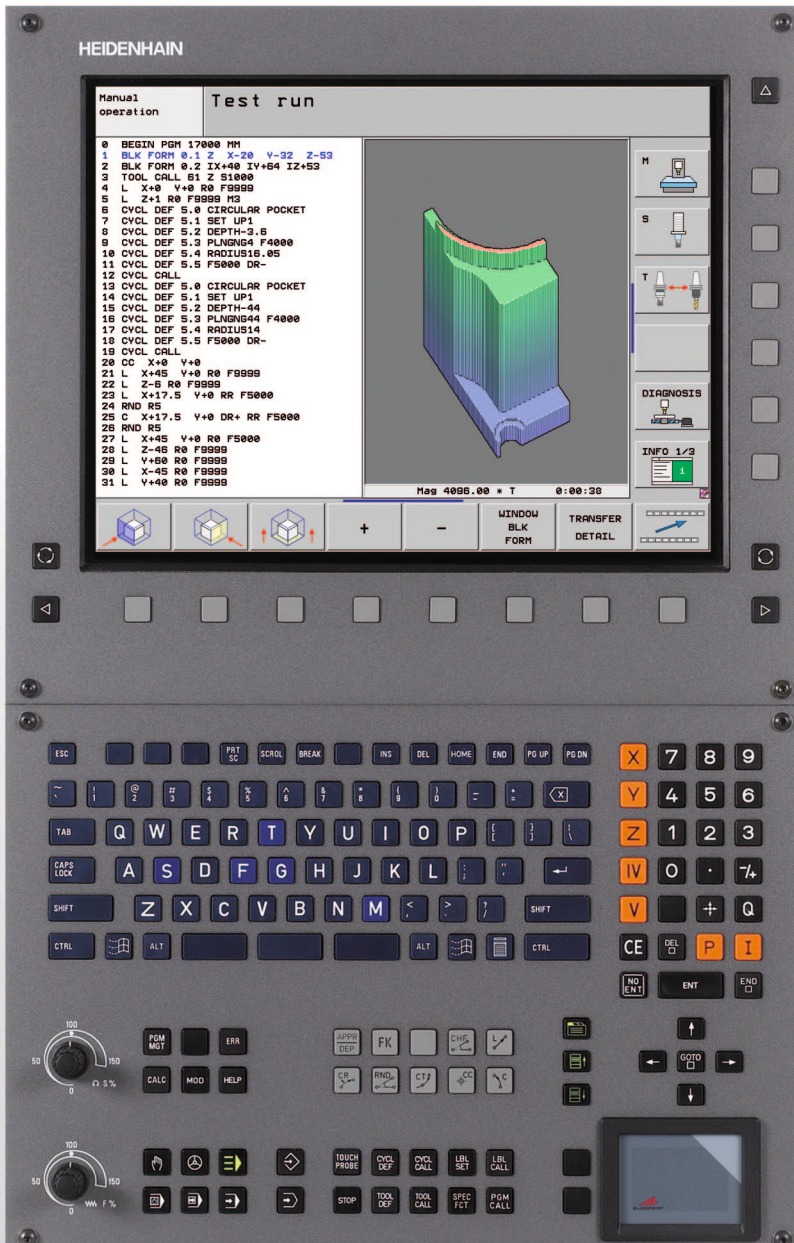 HEIDENHAIN
Manual operation
Test run
0 BEGIN PGM 17000 MM
1 BLK FORM 0.1 Z X-20 Y-32 Z-53
2 BLK FORM 0.2 IX+40 IY+64 IZ+53
3 TOOL CALL 61 Z S1000
4 L X+0 Y+0 R0 F9999
5 L Z+1 R0 F9999 M3
6 CYCL DEF 5.0 CIRCULAR POCKET
7 CYCL DEF 5.1 SET UP1
8 CYCL DEF 5.2 DEPTH-3.6
9 CYCL DEF 5.3 PLNGNG4 F4000
10 CYCL DEF 5.4 RADIUS16.05
11 CYCL DEF 5.5 F5000 DR-
12 CYCL CALL
13 CYCL DEF 5.0 CIRCULAR POCKET
14 CYCL DEF 5.1 SET UP1
15 CYCL DEF 5.2 DEPTH-44
16 CYCL DEF 5.3 PLNGNG44 F4000
17 CYCL DEF 5.4 RADIUS14
18 CYCL DEF 5.5 F5000 DR-
19 CYCL CALL
20 CC X+0 Y+0
21 L X+45 Y+0 R0 F9999
22 L Z-6 R0 F9999
23 L X+17.5 Y+0 RR F5000
24 RND R5
25 C X+17.5 Y+0 DR+ RR F5000
26 RND R5
27 L X+45 Y+0 R0 F5000
28 L Z-46 R0 F9999
29 L Y+60 R0 F9999
30 L X-45 R0 F9999
31 L Y+40 R0 F9999
Mag 4096.00 * T 0:00:38
M
S
T
DIAGNOSIS
INFO 1/3
i
+
-
WINDOW BLK FORM
TRANSFER DETAIL
ESC PRT SC SCROL BREAK INS DEL HOME END PG UP PG DN
~ ` ! 1 @ 2 # 3 $ 4 % 5 ^ 6 & 7 * 8 ( 9 ) 0 _ - + = X
TAB Q W E R T Y U I O P { [ } ] | \
CAPS LOCK A S D F G H J K L : ; " '
SHIFT Z X C V B N M < , > . ? / SHIFT
CTRL ALT ALT CTRL
X 7 8 9
Y 4 5 6
Z 1 2 3
IV 0 . -/+
V Q
CE DEL P I
NO ENT ENT END
100
50 150
0 S %
PGM MGT ERR
CALC MOD HELP
APPR DEP FK CHF L
CR RND CT CC C
GOTO
100
50 150
0 F %
TOUCH PROBE CYCL DEF CYCL CALL LBL SET LBL CALL
STOP TOOL DEF TOOL CALL SPEC FCT PGM CALL